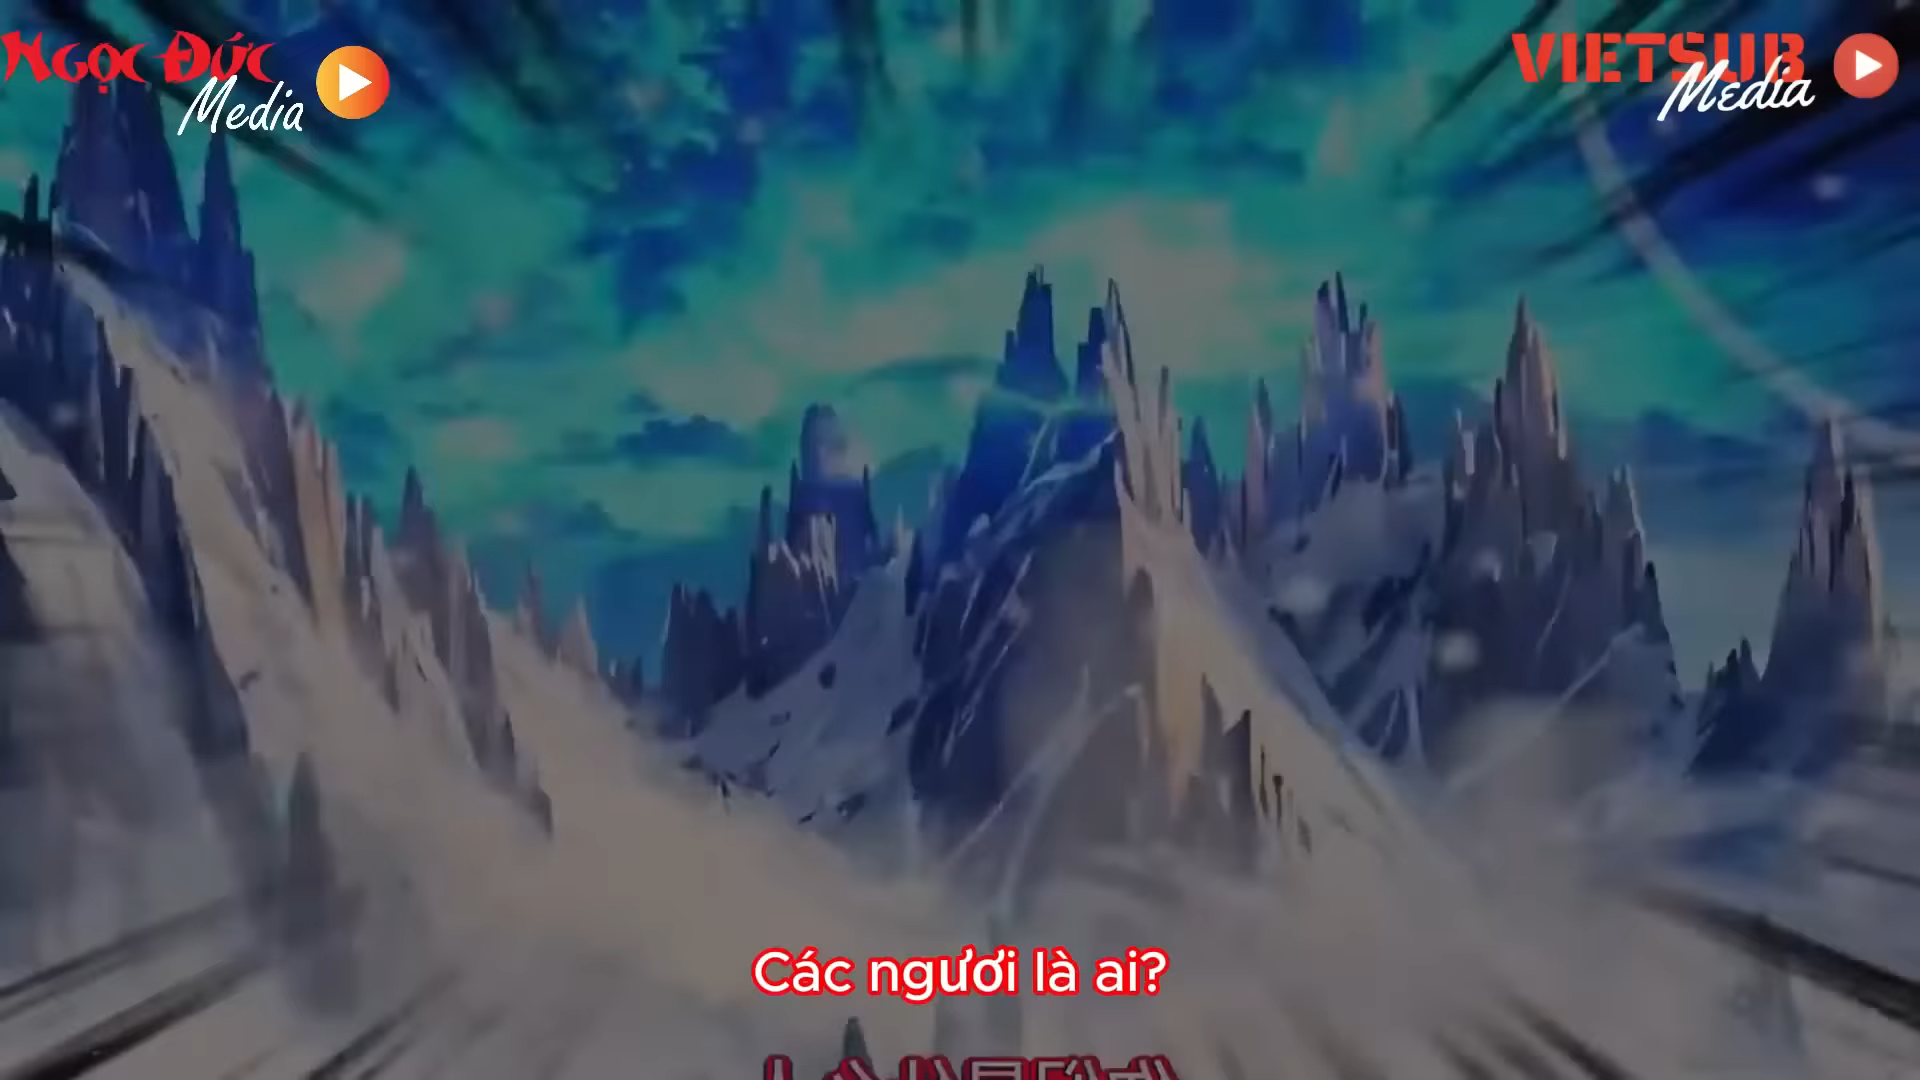 NGỌC ĐỨC
Media
VIETSUB
Media
Các ngươi là ai?